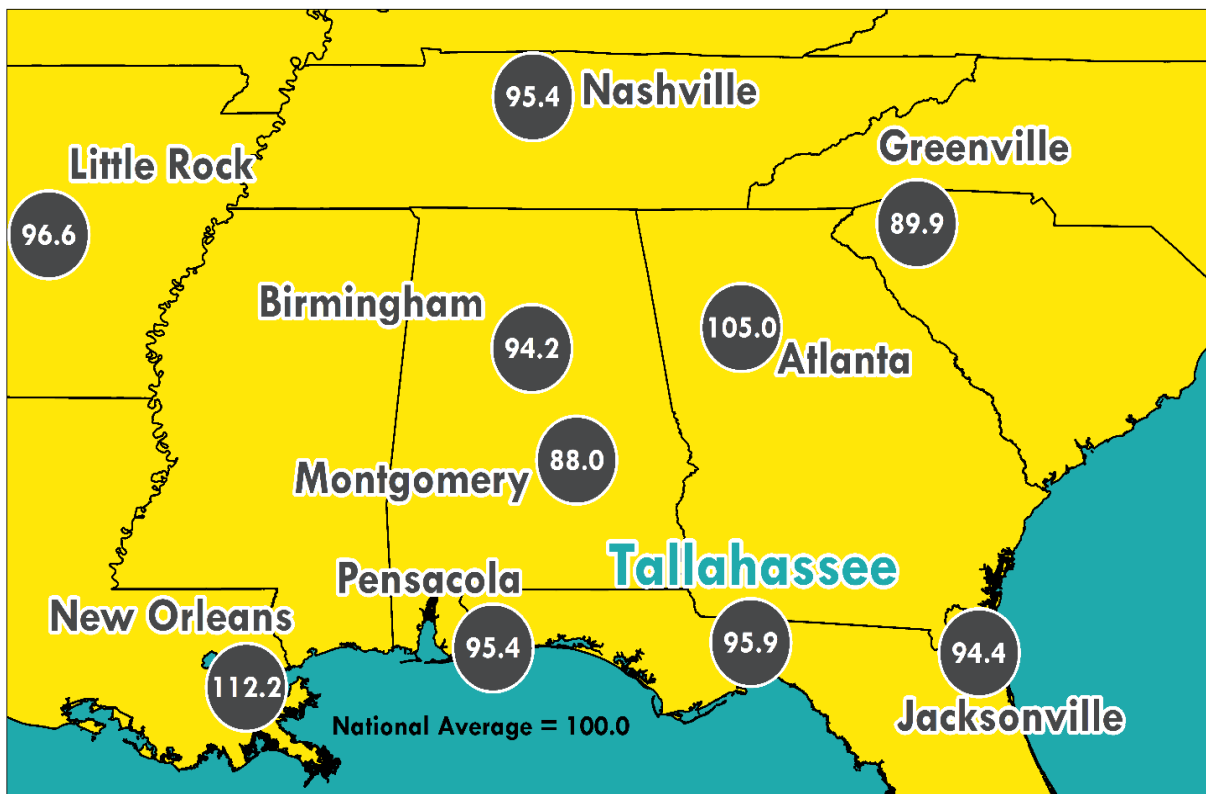 95.4 Nashville
Greenville
Little Rock
89.9
96.6
Birmingham
105.0
94.2
Atlanta
88.0
Montgomery
Tallahassee
Pensacola
New Orleans
95.9
95.4
94.4
112.2
Jacksonville
National Average = 100.0